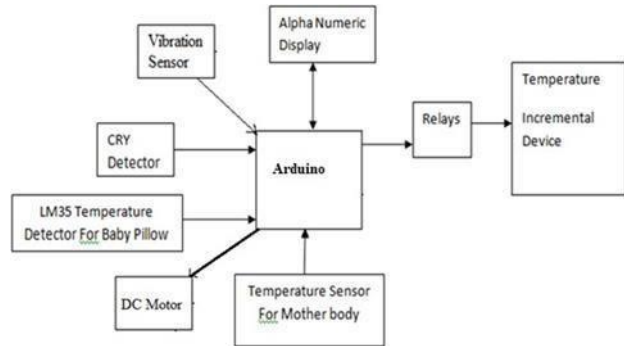 Alpha Numeric
Display
Vibration
Sensor
Temperature
Incremental
Device
Relays
CRY
Detector
Arduino
LM35 Temperature
Detector For Baby Pillow
DC Motor
Temperature Sensor
For Mother body